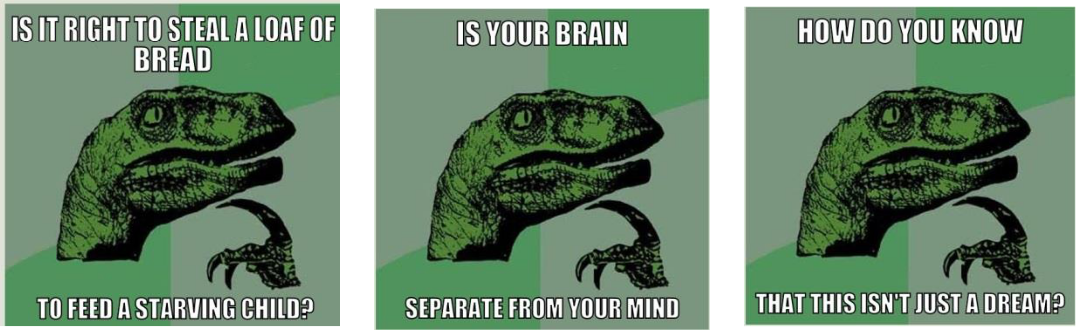 IS IT RIGHT TO STEAL A LOAF OF
BREAD
TO FEED A STARVING CHILD?
IS YOUR BRAIN
SEPARATE FROM YOUR MIND
HOW DO YOU KNOW
THAT THIS ISN'T JUST A DREAM?